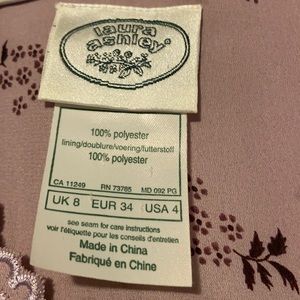 laura
ashley®
100% polyester
lining/doublure/voering/futterstoff
100% polyester
CA 11249 RN 73785 MD 092 PG
UK 8 EUR 34 USA 4
see seam for care instructions
voir l'étiquette pour les conseils d'entretien
Made in China
Fabriqué en Chine